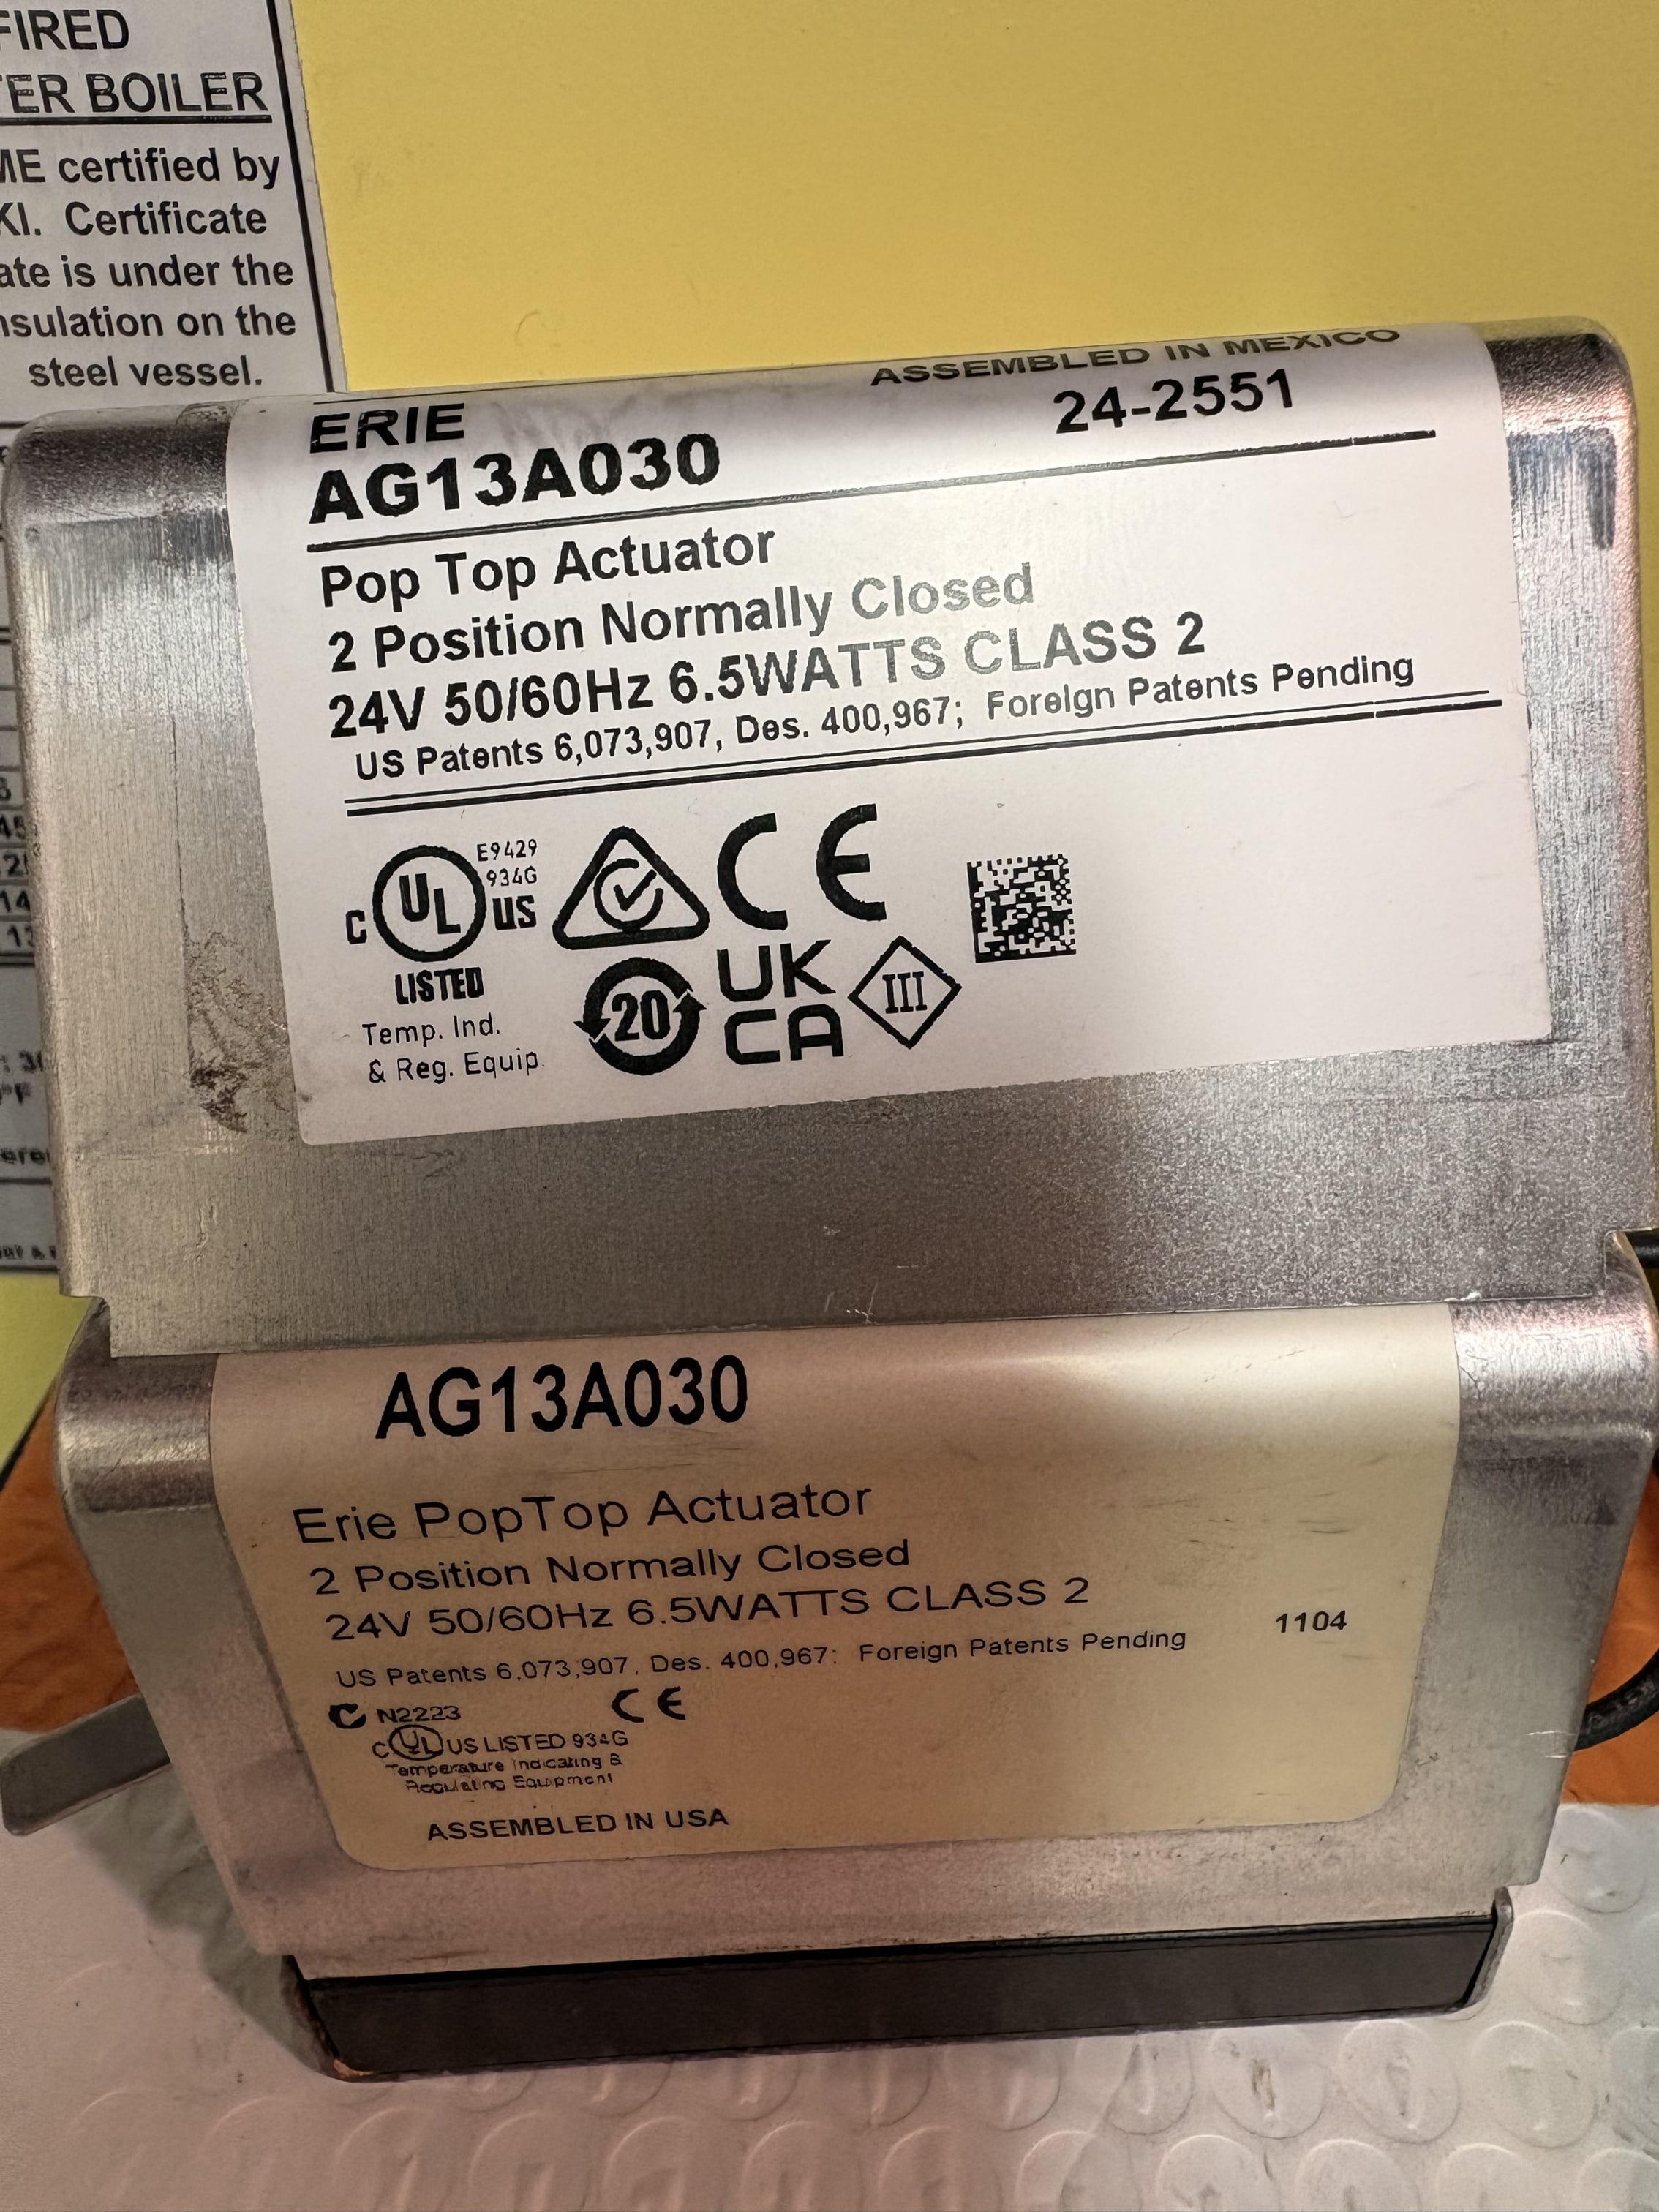 FIRED
TER BOILER
ME certified by
KI. Certificate
ate is under the
nsulation on the
steel vessel.
ASSEMBLED IN MEXICO
ERIE
24-2551
AG13A030
Pop Top Actuator
2 Position Normally Closed
24V 50/60Hz 6.5WATTS CLASS 2
US Patents 6,073,907, Des. 400,967; Foreign Patents Pending
E9429
934G
C UL US
LISTED
Temp. Ind.
& Reg. Equip.
CE
20
UK
CA
III
AG13A030
Erie PopTop Actuator
2 Position Normally Closed
24V 50/60Hz 6.5WATTS CLASS 2
1104
US Patents 6,073,907, Des. 400,967: Foreign Patents Pending
N2223
CE
C UL US LISTED 934G
Temperature Indicating &
Regulating Equipment
ASSEMBLED IN USA